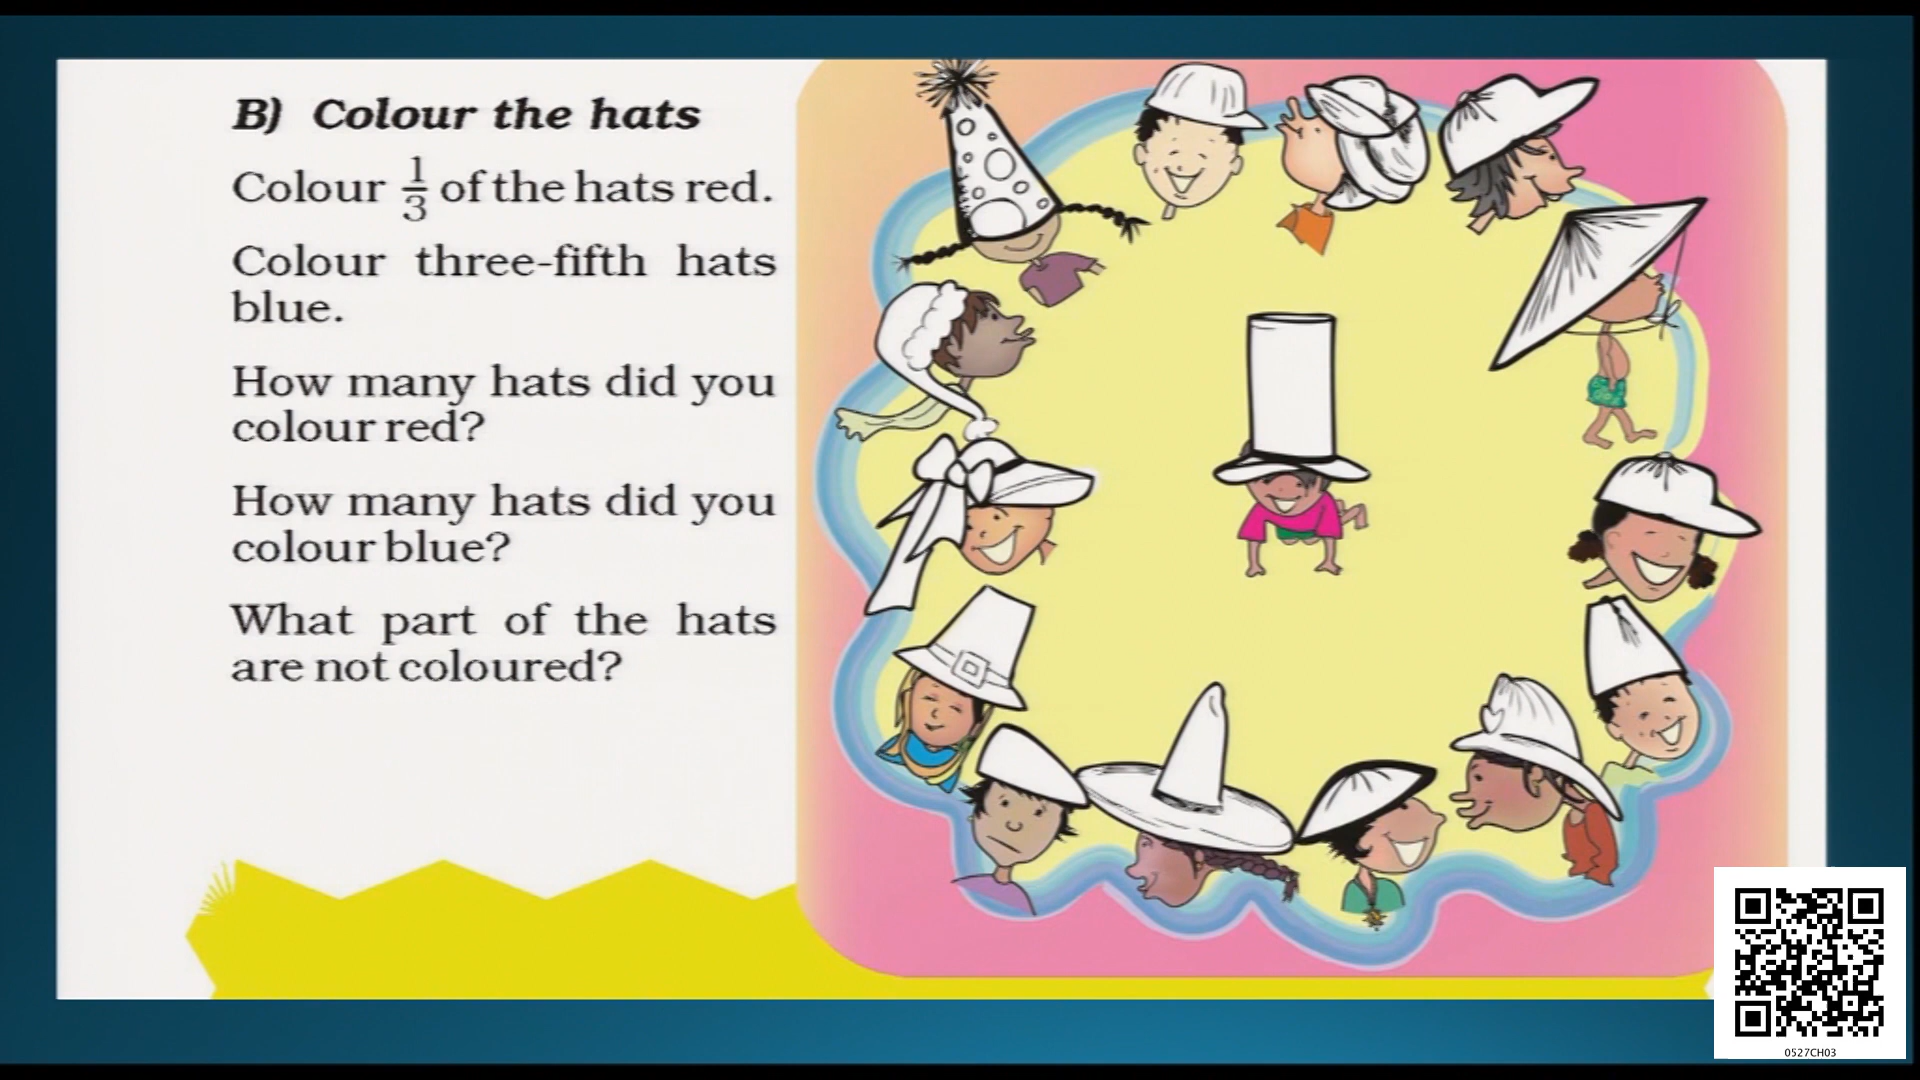 B) Colour the hats
Colour 1/3 of the hats red.
Colour three-fifth hats
blue.
How many hats did you
colour red?
How many hats did you
colour blue?
What part of the hats
are not coloured?
0527CH03